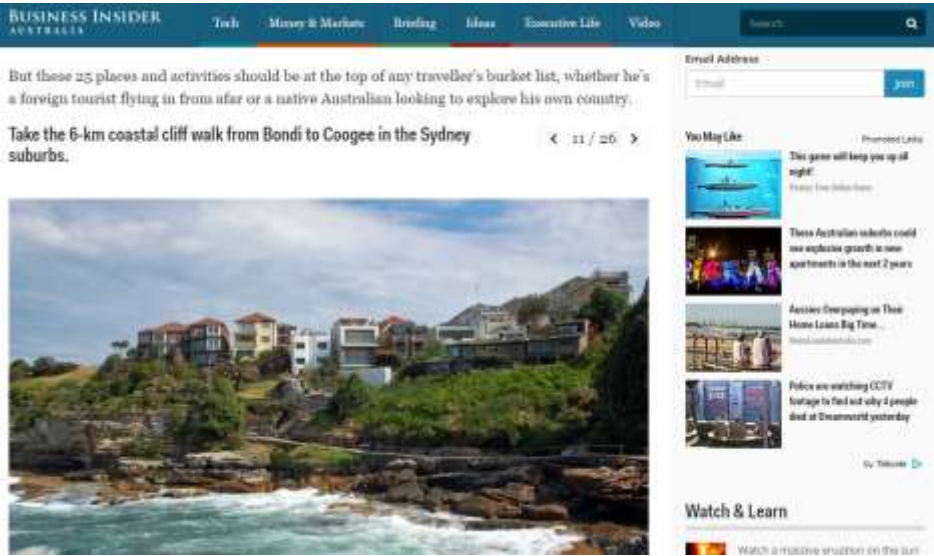 BUSINESS INSIDER
AUSTRALIA
Tech
Money & Markets
Briefing
Ideas
Executive Life
Video
Search
But these 25 places and activities should be at the top of any traveller's bucket list, whether he's
a foreign tourist flying in from afar or a native Australian looking to explore his own country.
Take the 6-km coastal cliff walk from Bondi to Coogee in the Sydney
suburbs.
11 / 26
Email Address
Email
Join
You May Like
Promoted Links
This game will keep you up all
night!
These Australian suburbs could
see explosive growth in new
apartments in the next 2 years
Aussies Overpaying on Their
Home Loans Big Time...
Police are watching CCTV
footage to find out why 4 people
died at Dreamworld yesterday
by Taboola
Watch & Learn
Watch a massive eruption on the sun